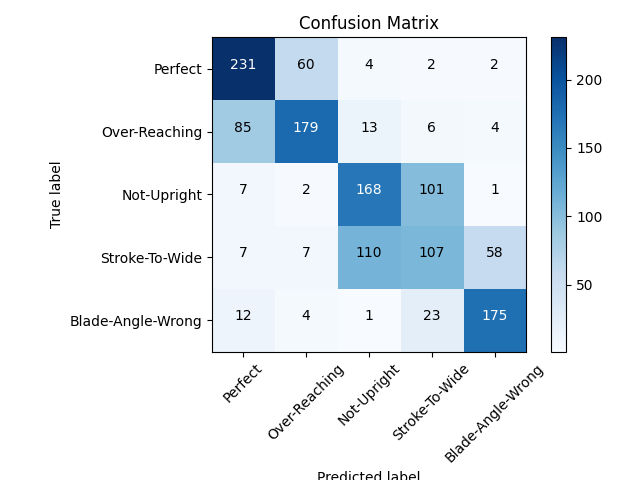 Confusion Matrix
True label
Perfect 231 60 4 2 2
Over-Reaching 85 179 13 6 4
Not-Upright 7 2 168 101 1
Stroke-To-Wide 7 7 110 107 58
Blade-Angle-Wrong 12 4 1 23 175
Perfect Over-Reaching Not-Upright Stroke-To-Wide Blade-Angle-Wrong
Predicted label
200
150
100
50